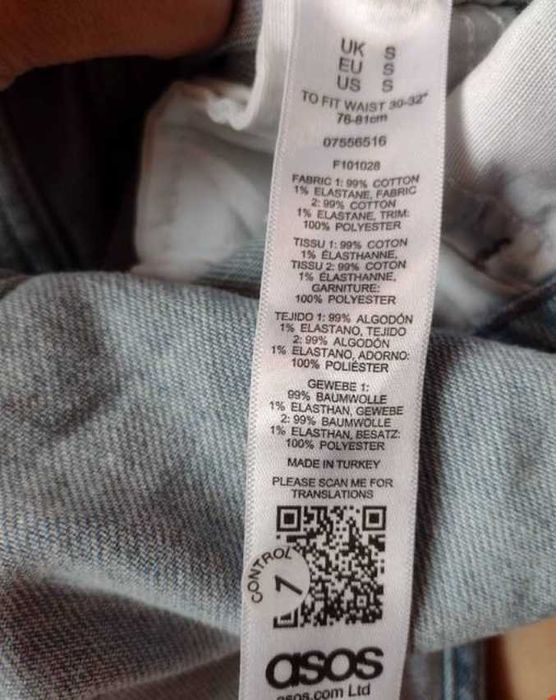 UK S
EU S
US S
TO FIT WAIST 30-32"
76-81cm
07556516
F101028
FABRIC 1: 99% COTTON
1% ELASTANE, FABRIC
2: 99% COTTON
1% ELASTANE, TRIM:
100% POLYESTER
TISSU 1: 99% COTON
1% ÉLASTHANNE,
TISSU 2: 99% COTON
1% ÉLASTHANNE,
GARNITURE:
100% POLYESTER
TEJIDO 1: 99% ALGODÓN
1% ELASTANO, TEJIDO
2: 99% ALGODÓN
1% ELASTANO, ADORNO:
100% POLIÉSTER
GEWEBE 1:
99% BAUMWOLLE
1% ELASTHAN, GEWEBE
2: 99% BAUMWOLLE
1% ELASTHAN, BESATZ:
100% POLYESTER
MADE IN TURKEY
PLEASE SCAN ME FOR
TRANSLATIONS
CONTROL
7
asos
asos.com Ltd